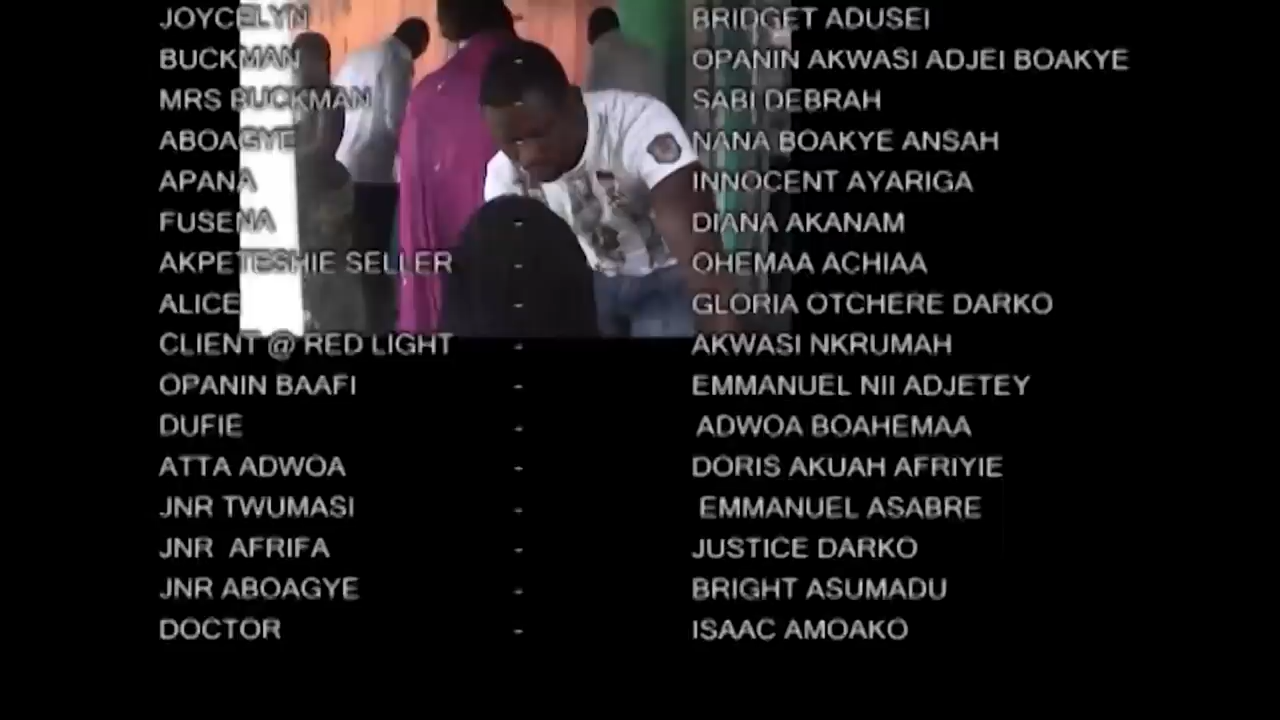 JOYCELYN - BRIDGET ADUSEI
BUCKMAN - OPANIN AKWASI ADJEI BOAKYE
MRS BUCKMAN - SABI DEBRAH
ABOAGYE - NANA BOAKYE ANSAH
APANA - INNOCENT AYARIGA
FUSENA - DIANA AKANAM
AKPETESHIE SELLER - OHEMAA ACHIAA
ALICE - GLORIA OTCHERE DARKO
CLIENT @ RED LIGHT - AKWASI NKRUMAH
OPANIN BAAFI - EMMANUEL NII ADJETEY
DUFIE - ADWOA BOAHEMAA
ATTA ADWOA - DORIS AKUAH AFRIYIE
JNR TWUMASI - EMMANUEL ASABRE
JNR AFRIFA - JUSTICE DARKO
JNR ABOAGYE - BRIGHT ASUMADU
DOCTOR - ISAAC AMOAKO